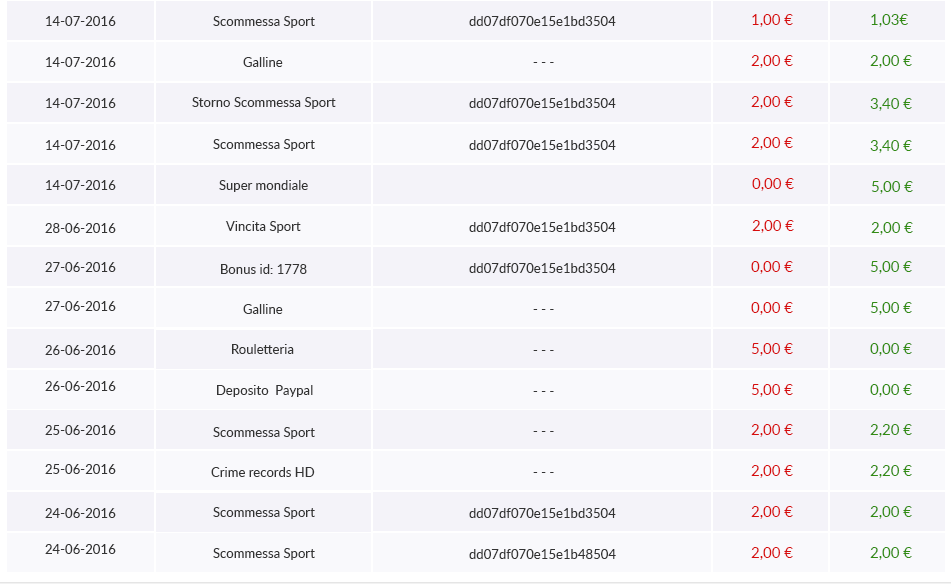 14-07-2016 Scommessa Sport dd07df070e15e1bd3504 1,00 € 1,03€
14-07-2016 Galline - - - 2,00 € 2,00 €
14-07-2016 Storno Scommessa Sport dd07df070e15e1bd3504 2,00 € 3,40 €
14-07-2016 Scommessa Sport dd07df070e15e1bd3504 2,00 € 3,40 €
14-07-2016 Super mondiale 0,00 € 5,00 €
28-06-2016 Vincita Sport dd07df070e15e1bd3504 2,00 € 2,00 €
27-06-2016 Bonus id: 1778 dd07df070e15e1bd3504 0,00 € 5,00 €
27-06-2016 Galline - - - 0,00 € 5,00 €
26-06-2016 Rouletteria - - - 5,00 € 0,00 €
26-06-2016 Deposito Paypal - - - 5,00 € 0,00 €
25-06-2016 Scommessa Sport - - - 2,00 € 2,20 €
25-06-2016 Crime records HD - - - 2,00 € 2,20 €
24-06-2016 Scommessa Sport dd07df070e15e1bd3504 2,00 € 2,00 €
24-06-2016 Scommessa Sport dd07df070e15e1b48504 2,00 € 2,00 €